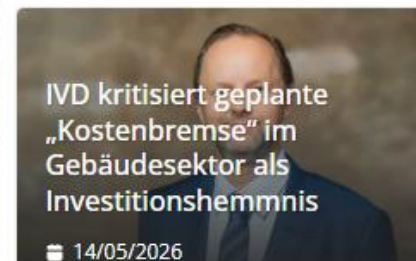 IVD kritisiert geplante
„Kostenbremse“ im
Gebäudesektor als
Investitionshemmnis
14/05/2026